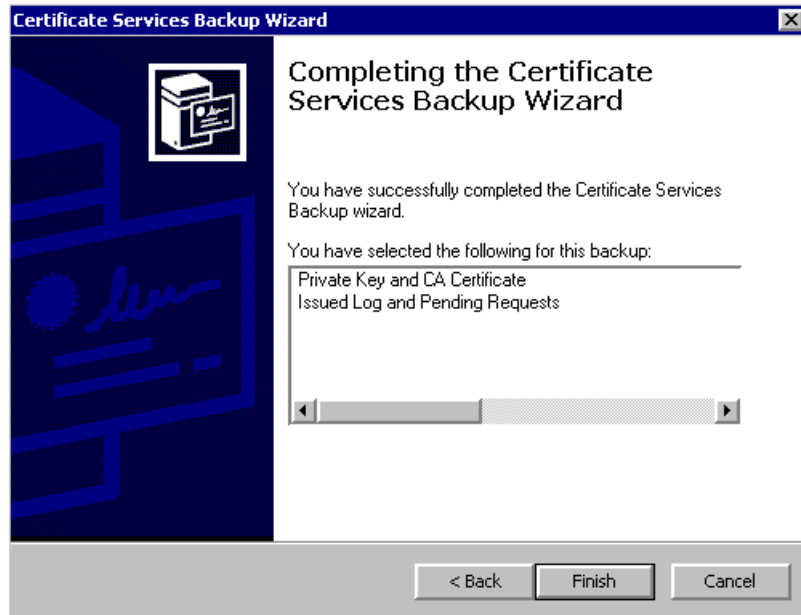 Certificate Services Backup Wizard
Completing the Certificate
Services Backup Wizard
You have successfully completed the Certificate Services
Backup wizard.
You have selected the following for this backup:
Private Key and CA Certificate
Issued Log and Pending Requests
< Back
Finish
Cancel